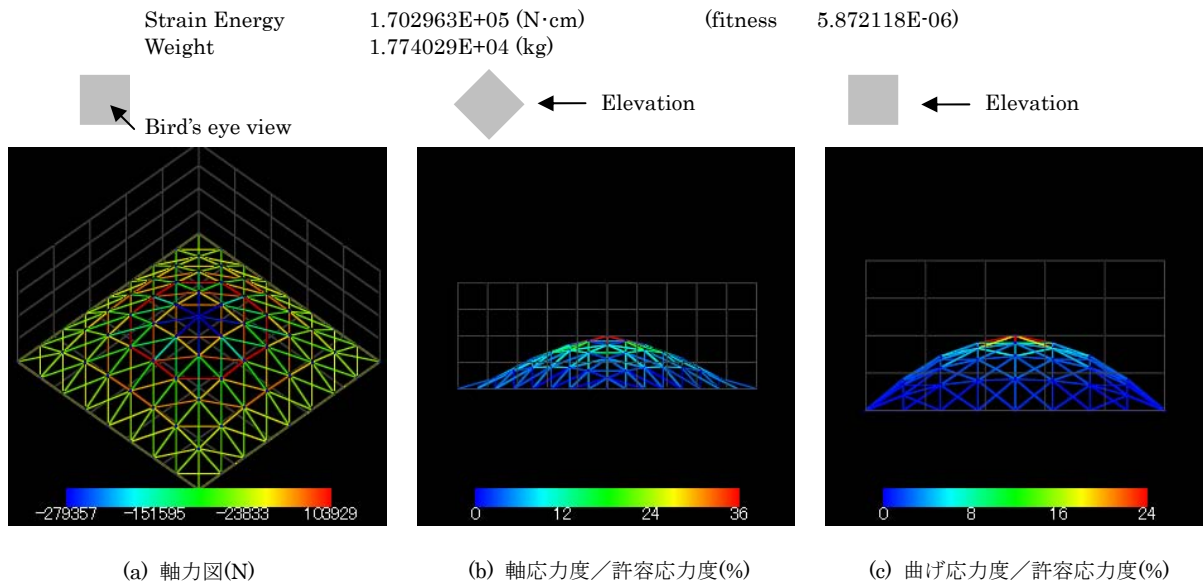 Strain Energy 1.702963E+05 (N·cm) (fitness 5.872118E-06)
Weight 1.774029E+04 (kg)
Bird's eye view
Elevation
Elevation
-279357 -151595 -23833 103929
0 12 24 36
0 8 16 24
(a) 軸力図(N)
(b) 軸応力度／許容応力度(%)
(c) 曲げ応力度／許容応力度(%)